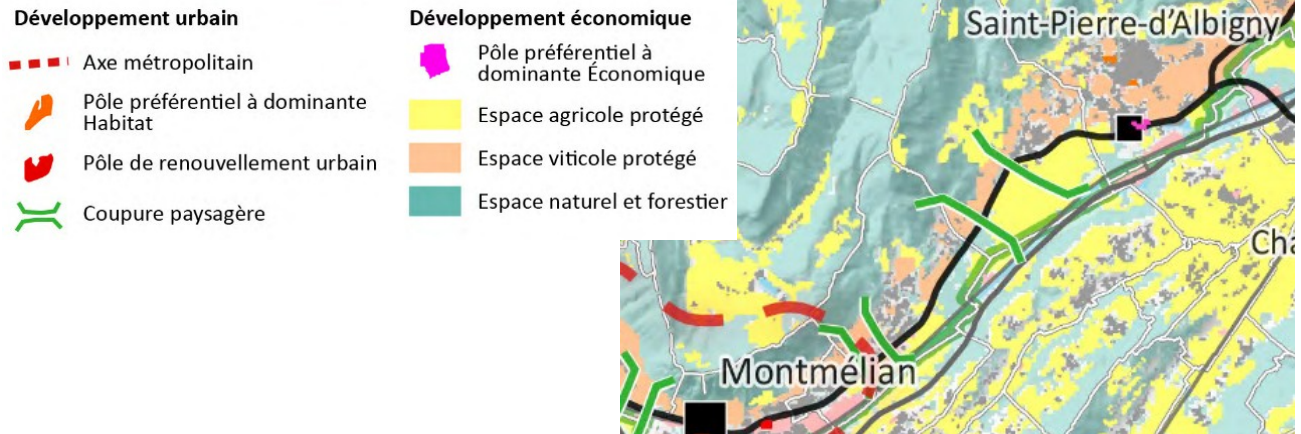 Développement urbain
Axe métropolitain
Pôle préférentiel à dominante
Habitat
Pôle de renouvellement urbain
Coupure paysagère
Développement économique
Pôle préférentiel à
dominante Économique
Espace agricole protégé
Espace viticole protégé
Espace naturel et forestier
Saint-Pierre-d'Albigny
Cha
Montmélian